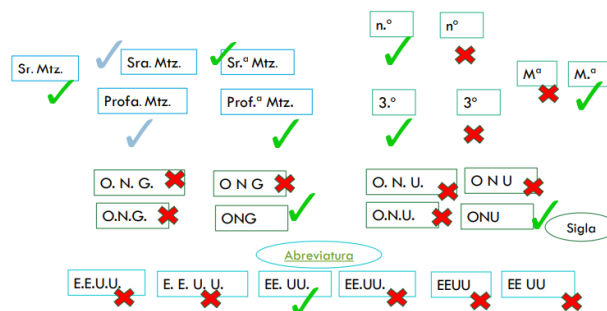 n.º
nº
Sr. Mtz.
Sra. Mtz.
Sr.ª Mtz.
Mª
M.ª
Profa. Mtz.
Prof.ª Mtz.
3.º
3º
O. N. G.
O N G
O. N. U.
O N U
O.N.G.
ONG
O.N.U.
ONU
Sigla
Abreviatura
E.E.U.U.
E. E. U. U.
EE. UU.
EE.UU.
EEUU
EE UU